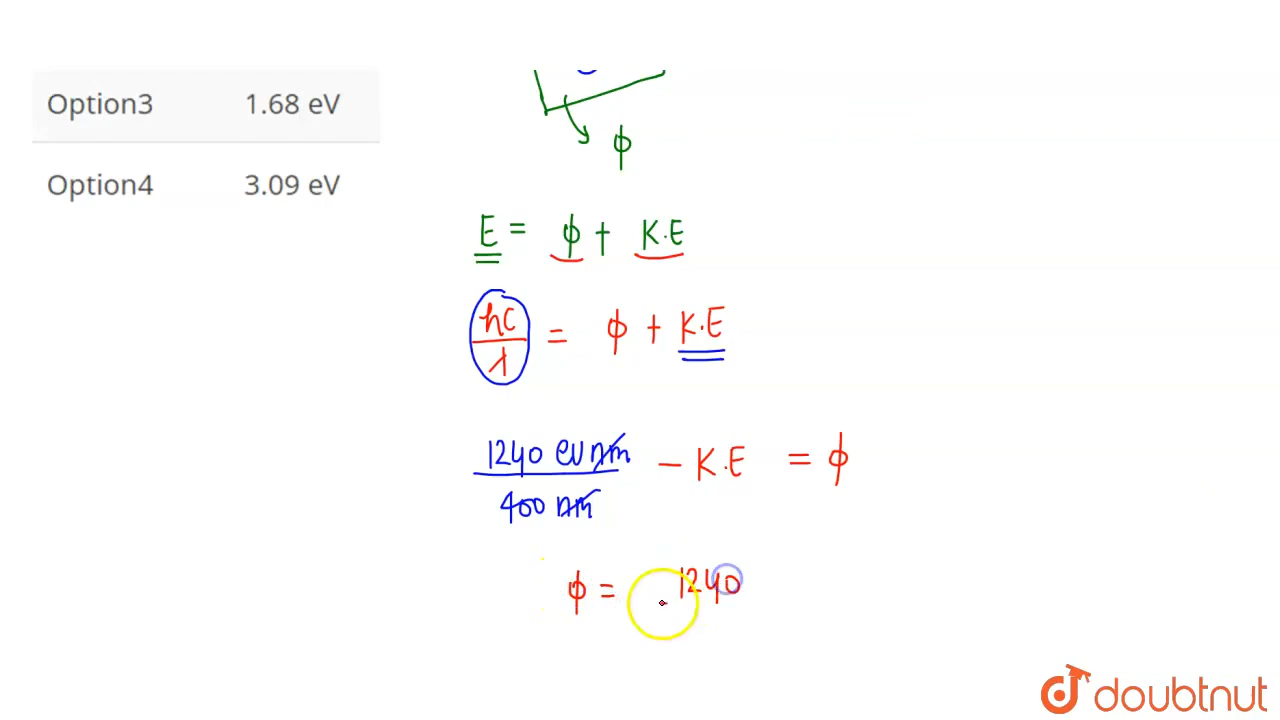 Option3 1.68 eV
ϕ
Option4 3.09 eV
E = ϕ + K.E
hc/λ = ϕ + K.E
1240 eV nm / 400 nm - K.E = ϕ
ϕ = 1240
doubtnut